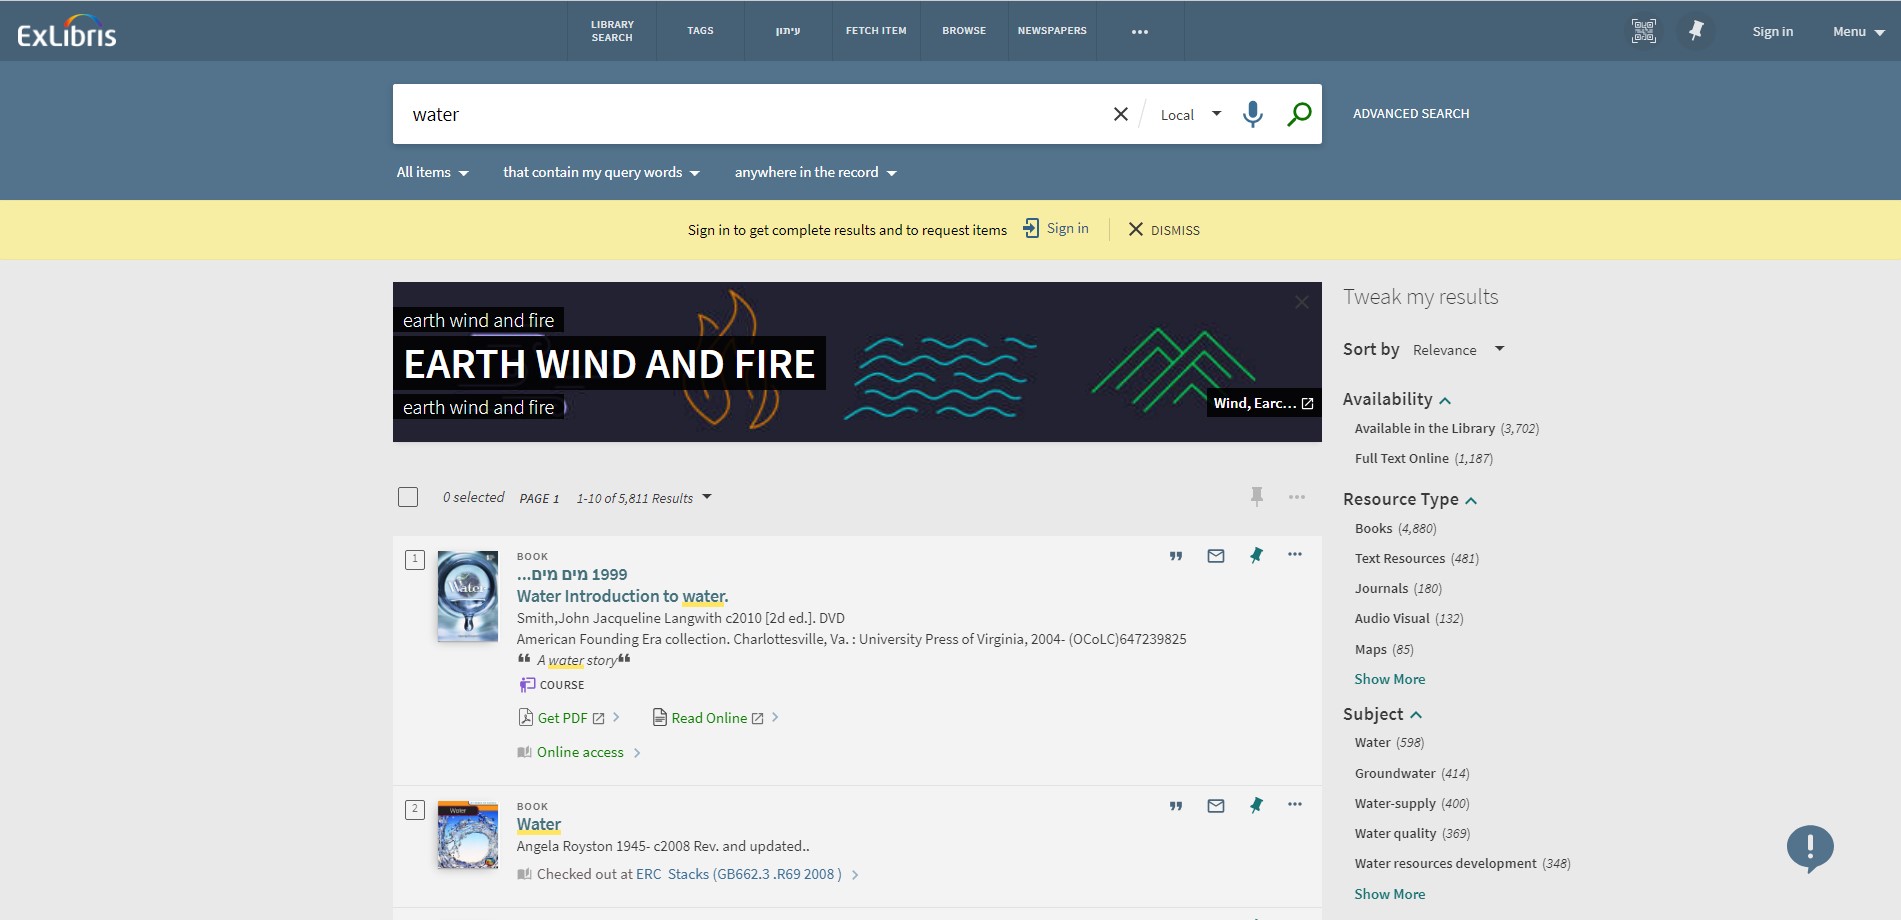 ExLibris
LIBRARY SEARCH
TAGS
עיתון
FETCH ITEM
BROWSE
NEWSPAPERS
Sign in
Menu
water
Local
ADVANCED SEARCH
All items
that contain my query words
anywhere in the record
Sign in to get complete results and to request items
Sign in
DISMISS
earth wind and fire
EARTH WIND AND FIRE
earth wind and fire
Wind, Earc...
Tweak my results
Sort by Relevance
Availability
Available in the Library (3,702)
Full Text Online (1,187)
0 selected PAGE 1 1-10 of 5,811 Results
Resource Type
Books (4,880)
Text Resources (481)
Journals (180)
Audio Visual (132)
Maps (85)
Show More
Subject
Water (598)
Groundwater (414)
Water-supply (400)
Water quality (369)
Water resources development (348)
Show More
1
Water
BOOK
...מים מים 1999
Water Introduction to water.
Smith,John Jacqueline Langwith c2010 [2d ed.]. DVD
American Founding Era collection. Charlottesville, Va. : University Press of Virginia, 2004- (OCoLC)647239825
❝ A water story❝
COURSE
Get PDF
Read Online
Online access
2
Water
BOOK
Water
Angela Royston 1945- c2008 Rev. and updated..
Checked out at ERC Stacks (GB662.3 .R69 2008 )